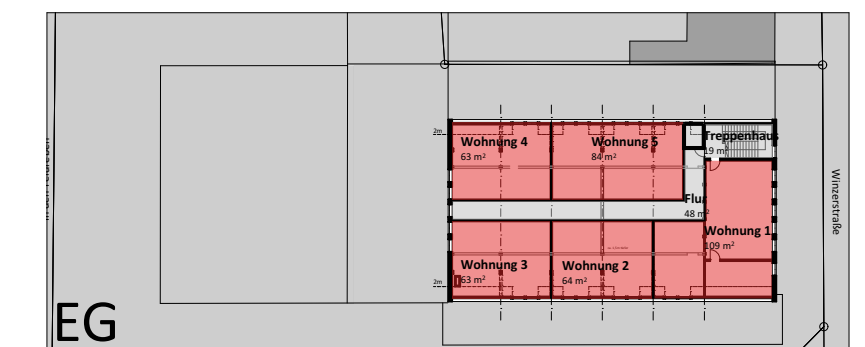 2m
Wohnung 4
63 m²
Wohnung 5
84 m²
Treppenhaus
19 m²
Flur
48 m²
Wohnung 1
109 m²
Wohnung 3
63 m²
Wohnung 2
64 m²
2m
Winzerstraße
EG